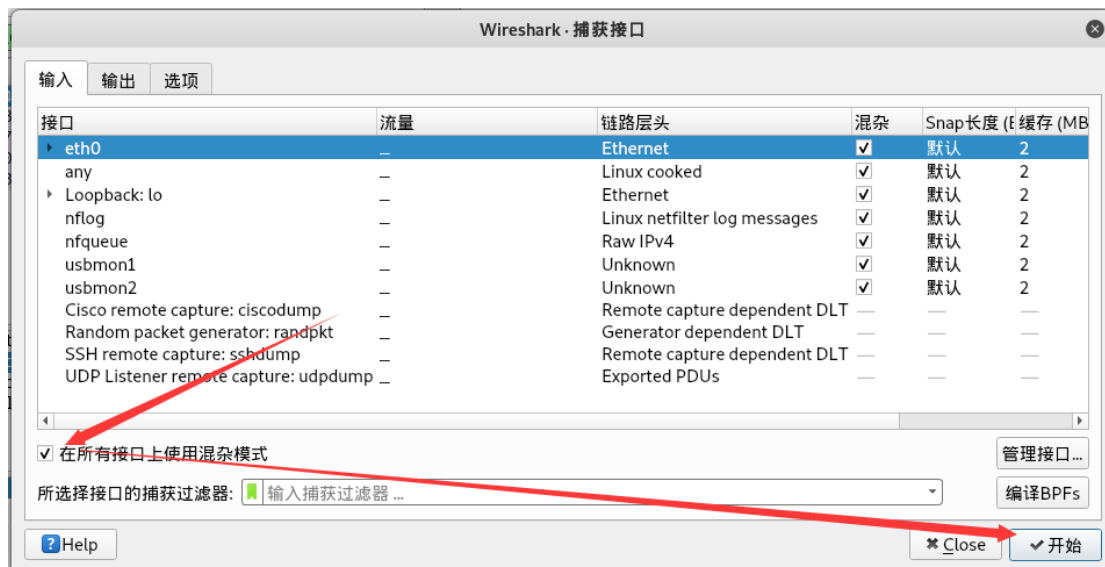 Wireshark · 捕获接口
输入 输出 选项
接口 流量 链路层头 混杂 Snap长度 (E 缓存 (MB
eth0 Ethernet 默认 2
any Linux cooked 默认 2
Loopback: lo Ethernet 默认 2
nflog Linux netfilter log messages 默认 2
nfqueue Raw IPv4 默认 2
usbmon1 Unknown 默认 2
usbmon2 Unknown 默认 2
Cisco remote capture: ciscodump Remote capture dependent DLT — — —
Random packet generator: randpkt Generator dependent DLT — — —
SSH remote capture: sshdump Remote capture dependent DLT — — —
UDP Listener remote capture: udpdump Exported PDUs — — —
在所有接口上使用混杂模式 管理接口...
所选择接口的捕获过滤器: 输入捕获过滤器 ... 编译BPFs
Help Close 开始